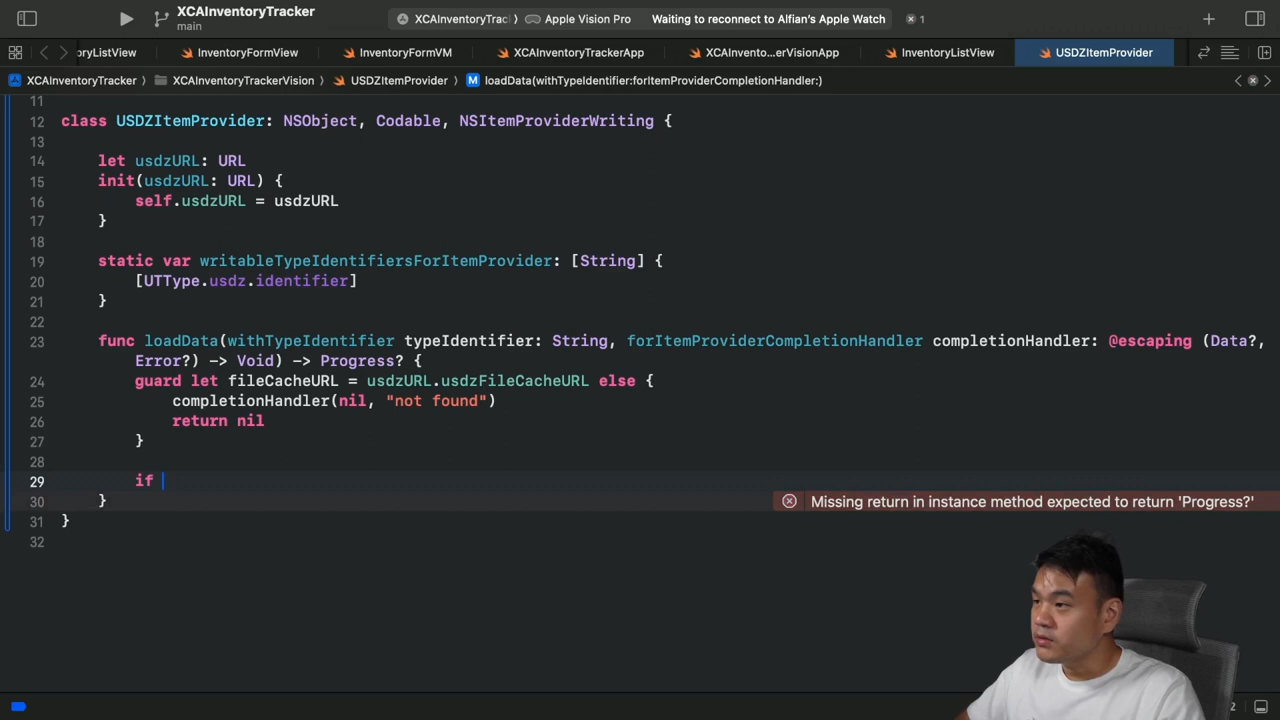 XCAInventoryTracker
main
XCAInventoryTrac
Apple Vision Pro
Waiting to reconnect to Alfian's Apple Watch
1
ryListView
InventoryFormView
InventoryFormVM
XCAInventoryTrackerApp
XCAInvento...erVisionApp
InventoryListView
USDZItemProvider
XCAInventoryTracker
XCAInventoryTrackerVision
USDZItemProvider
M loadData(withTypeIdentifier:forItemProviderCompletionHandler:)
11
12 class USDZItemProvider: NSObject, Codable, NSItemProviderWriting {
13
14 let usdzURL: URL
15 init(usdzURL: URL) {
16 self.usdzURL = usdzURL
17 }
18
19 static var writableTypeIdentifiersForItemProvider: [String] {
20 [UTType.usdz.identifier]
21 }
22
23 func loadData(withTypeIdentifier typeIdentifier: String, forItemProviderCompletionHandler completionHandler: @escaping (Data?,
Error?) -> Void) -> Progress? {
24 guard let fileCacheURL = usdzURL.usdzFileCacheURL else {
25 completionHandler(nil, "not found")
26 return nil
27 }
28
29 if
30 }
Missing return in instance method expected to return 'Progress?'
31 }
32